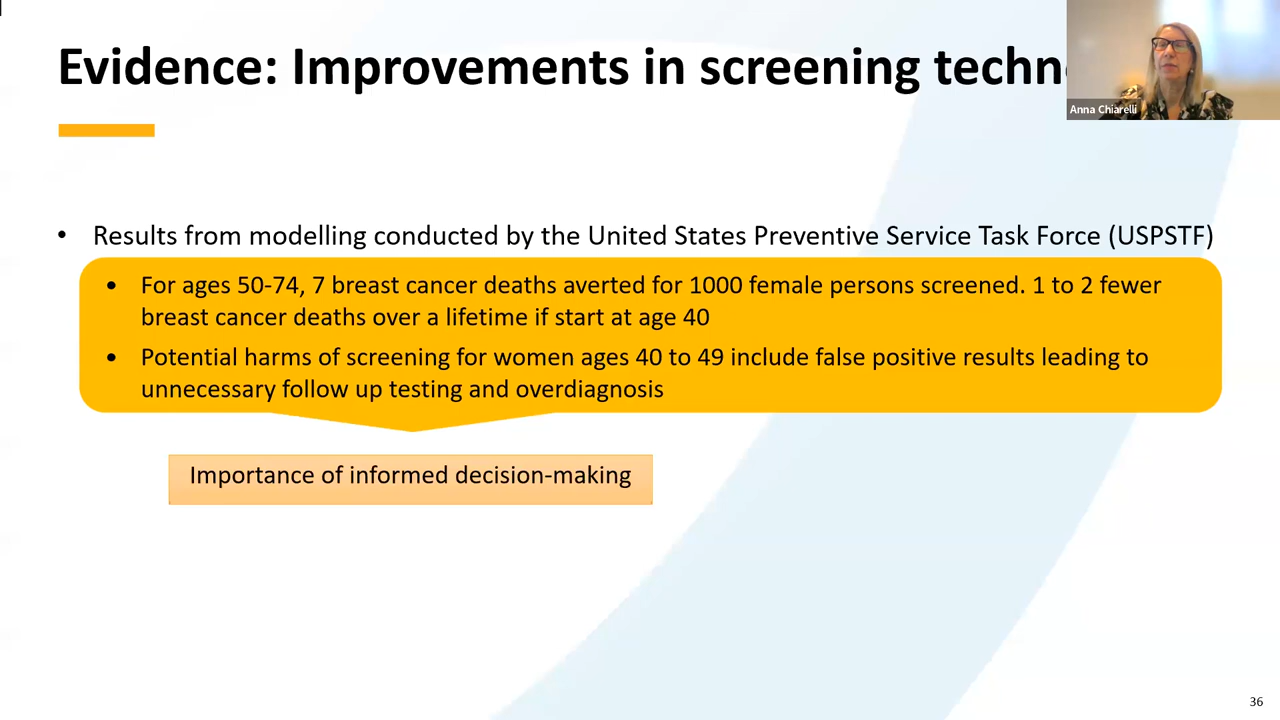 Evidence: Improvements in screening
Anna Chiarelli
• Results from modelling conducted by the United States Preventive Service Task Force (USPSTF)
• For ages 50-74, 7 breast cancer deaths averted for 1000 female persons screened. 1 to 2 fewer
breast cancer deaths over a lifetime if start at age 40
• Potential harms of screening for women ages 40 to 49 include false positive results leading to
unnecessary follow up testing and overdiagnosis
Importance of informed decision-making
36